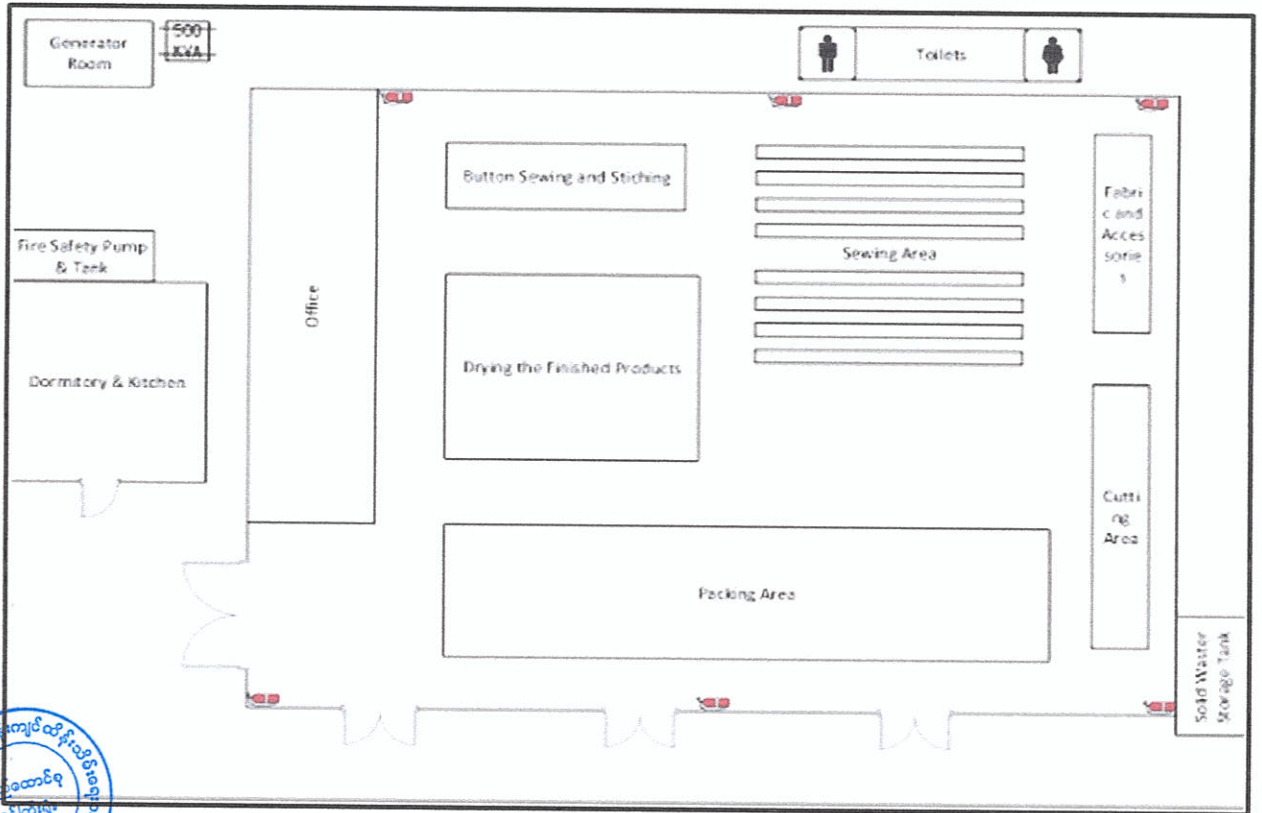 Generator
Room
500
KVA
Toilets
Button Sewing and Stiching
Fabri
c and
Acces
sorie
s
Sewing Area
Fire Safety Pump
& Tank
Office
Drying the Finished Products
Dormitory & Kitchen
Cutti
ng
Area
Packing Area
Solid Waster
Storage Tank